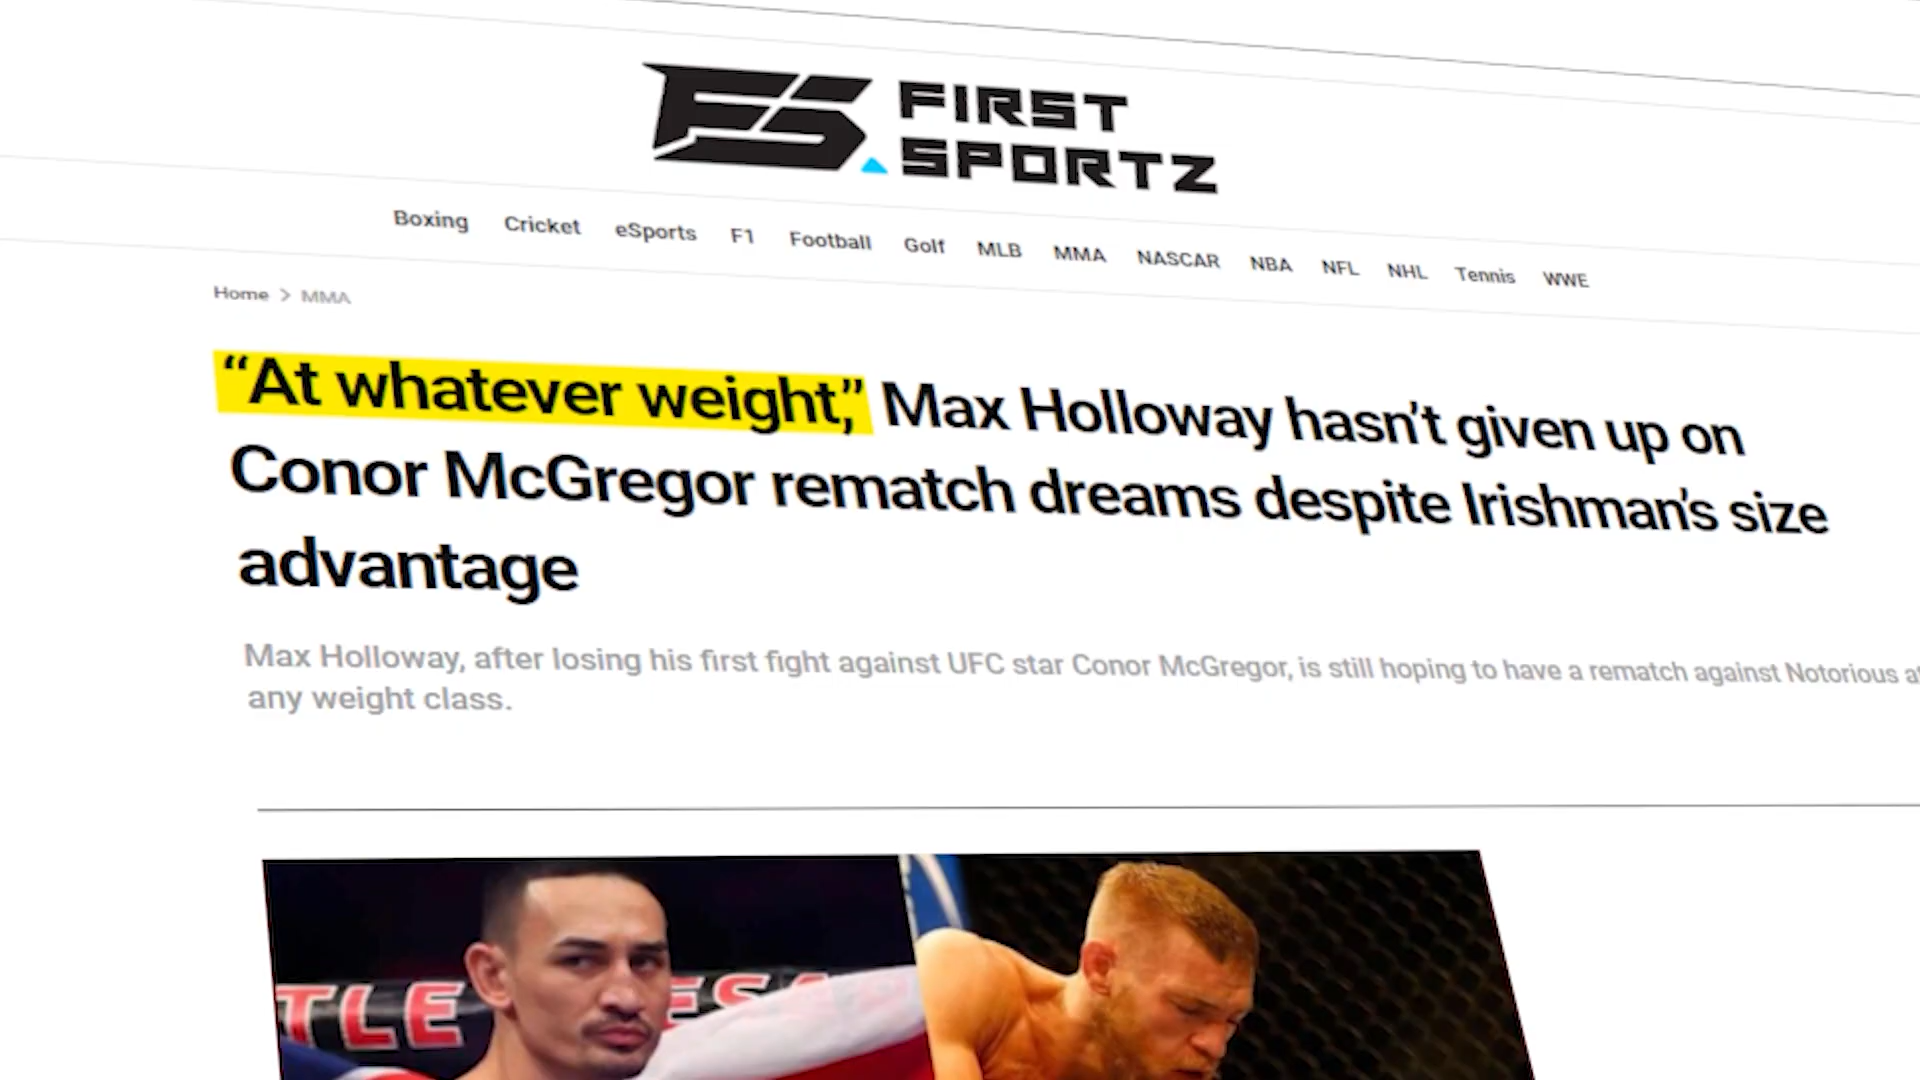 FS FIRST
SPORTZ
Boxing Cricket eSports F1 Football Golf MLB MMA NASCAR NBA NFL NHL Tennis WWE
Home > MMA
“At whatever weight,” Max Holloway hasn’t given up on
Conor McGregor rematch dreams despite Irishman’s size
advantage
Max Holloway, after losing his first fight against UFC star Conor McGregor, is still hoping to have a rematch against Notorious at
any weight class.
TLE